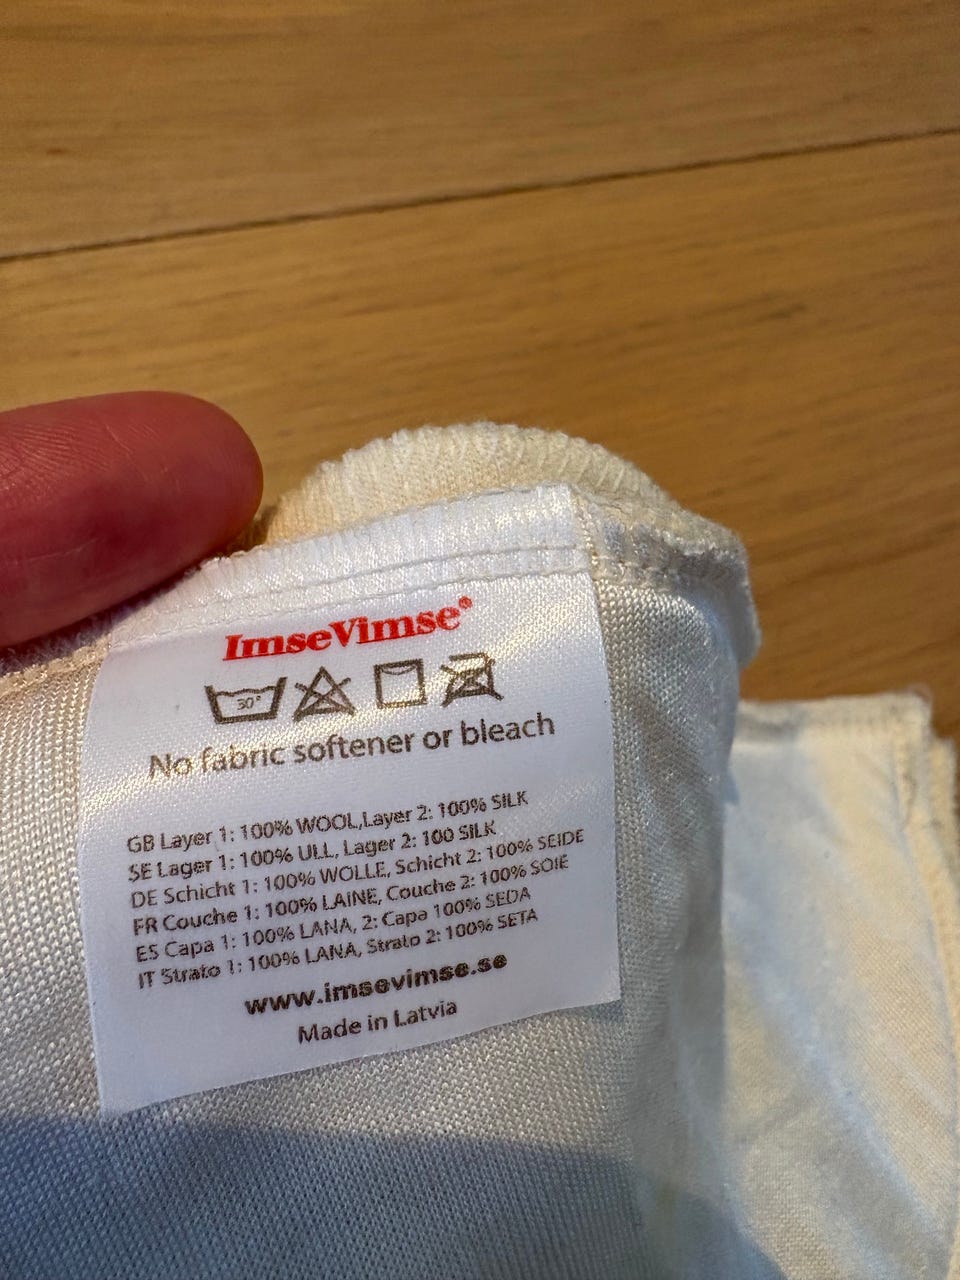 ImseVimse®
30°
No fabric softener or bleach
GB Layer 1: 100% WOOL,Layer 2: 100% SILK
SE Lager 1: 100% ULL, Lager 2: 100 SILK
DE Schicht 1: 100% WOLLE, Schicht 2: 100% SEIDE
FR Couche 1: 100% LAINE, Couche 2: 100% SOIE
ES Capa 1: 100% LANA, 2: Capa 100% SEDA
IT Strato 1: 100% LANA, Strato 2: 100% SETA
www.imsevimse.se
Made in Latvia